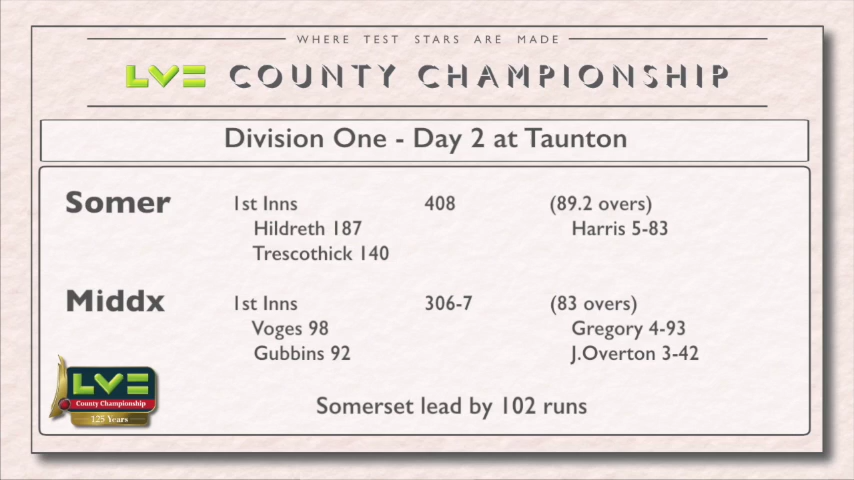 WHERE TEST STARS ARE MADE
LV= COUNTY CHAMPIONSHIP
Division One - Day 2 at Taunton
Somer 1st Inns 408 (89.2 overs)
Hildreth 187 Harris 5-83
Trescothick 140
Middx 1st Inns 306-7 (83 overs)
Voges 98 Gregory 4-93
Gubbins 92 J.Overton 3-42
LV=
County Championship
125 Years
Somerset lead by 102 runs